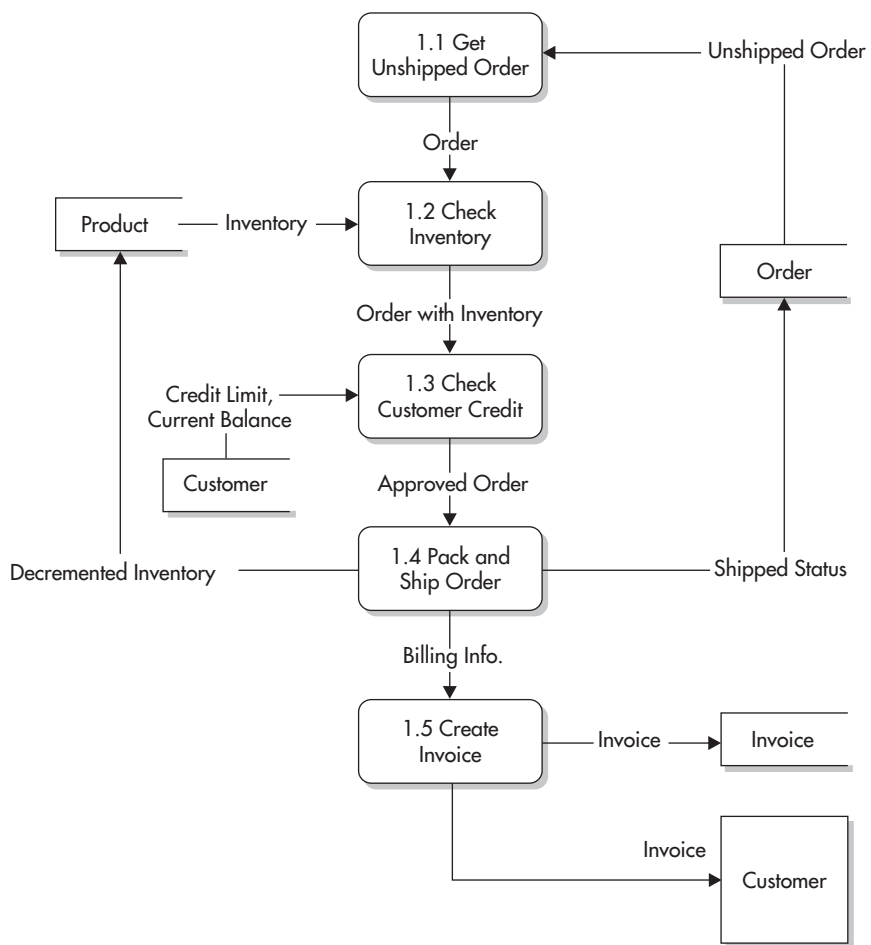 1.1 Get
Unshipped Order
Unshipped Order
Order
Product
Inventory
1.2 Check
Inventory
Order
Order with Inventory
Credit Limit,
Current Balance
1.3 Check
Customer Credit
Customer
Approved Order
Decremented Inventory
1.4 Pack and
Ship Order
Shipped Status
Billing Info.
1.5 Create
Invoice
Invoice
Invoice
Invoice
Customer